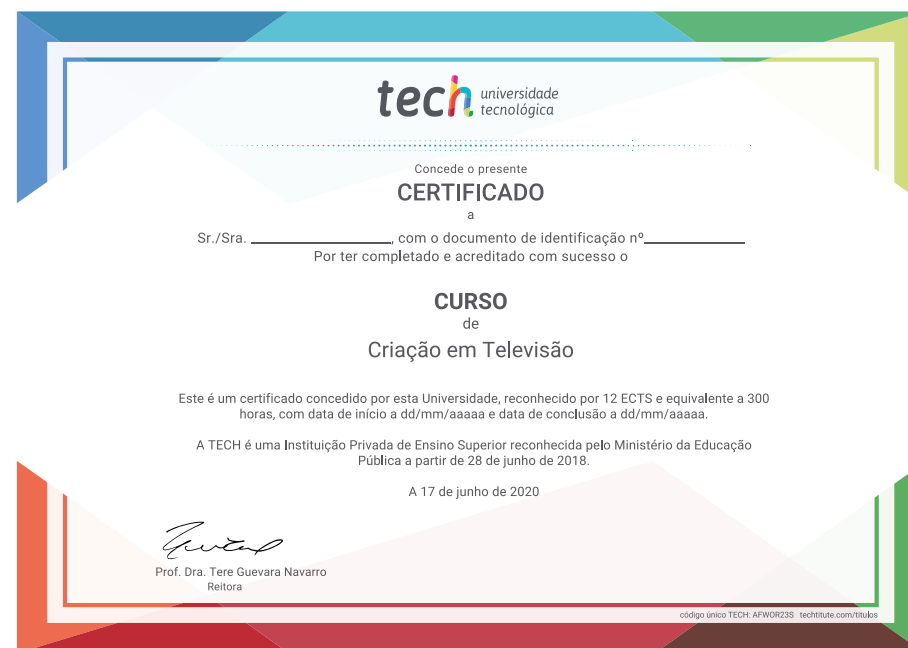 tech universidade
tecnológica
Concede o presente
CERTIFICADO
a
Sr./Sra. ____________________, com o documento de identificação nº______________
Por ter completado e acreditado com sucesso o
CURSO
de
Criação em Televisão
Este é um certificado concedido por esta Universidade, reconhecido por 12 ECTS e equivalente a 300
horas, com data de início a dd/mm/aaaaa e data de conclusão a dd/mm/aaaaa.
A TECH é uma Instituição Privada de Ensino Superior reconhecida pelo Ministério da Educação
Pública a partir de 28 de junho de 2018.
A 17 de junho de 2020
Prof. Dra. Tere Guevara Navarro
Reitora
código único TECH: AFWOR23S techtitute.com/titulos